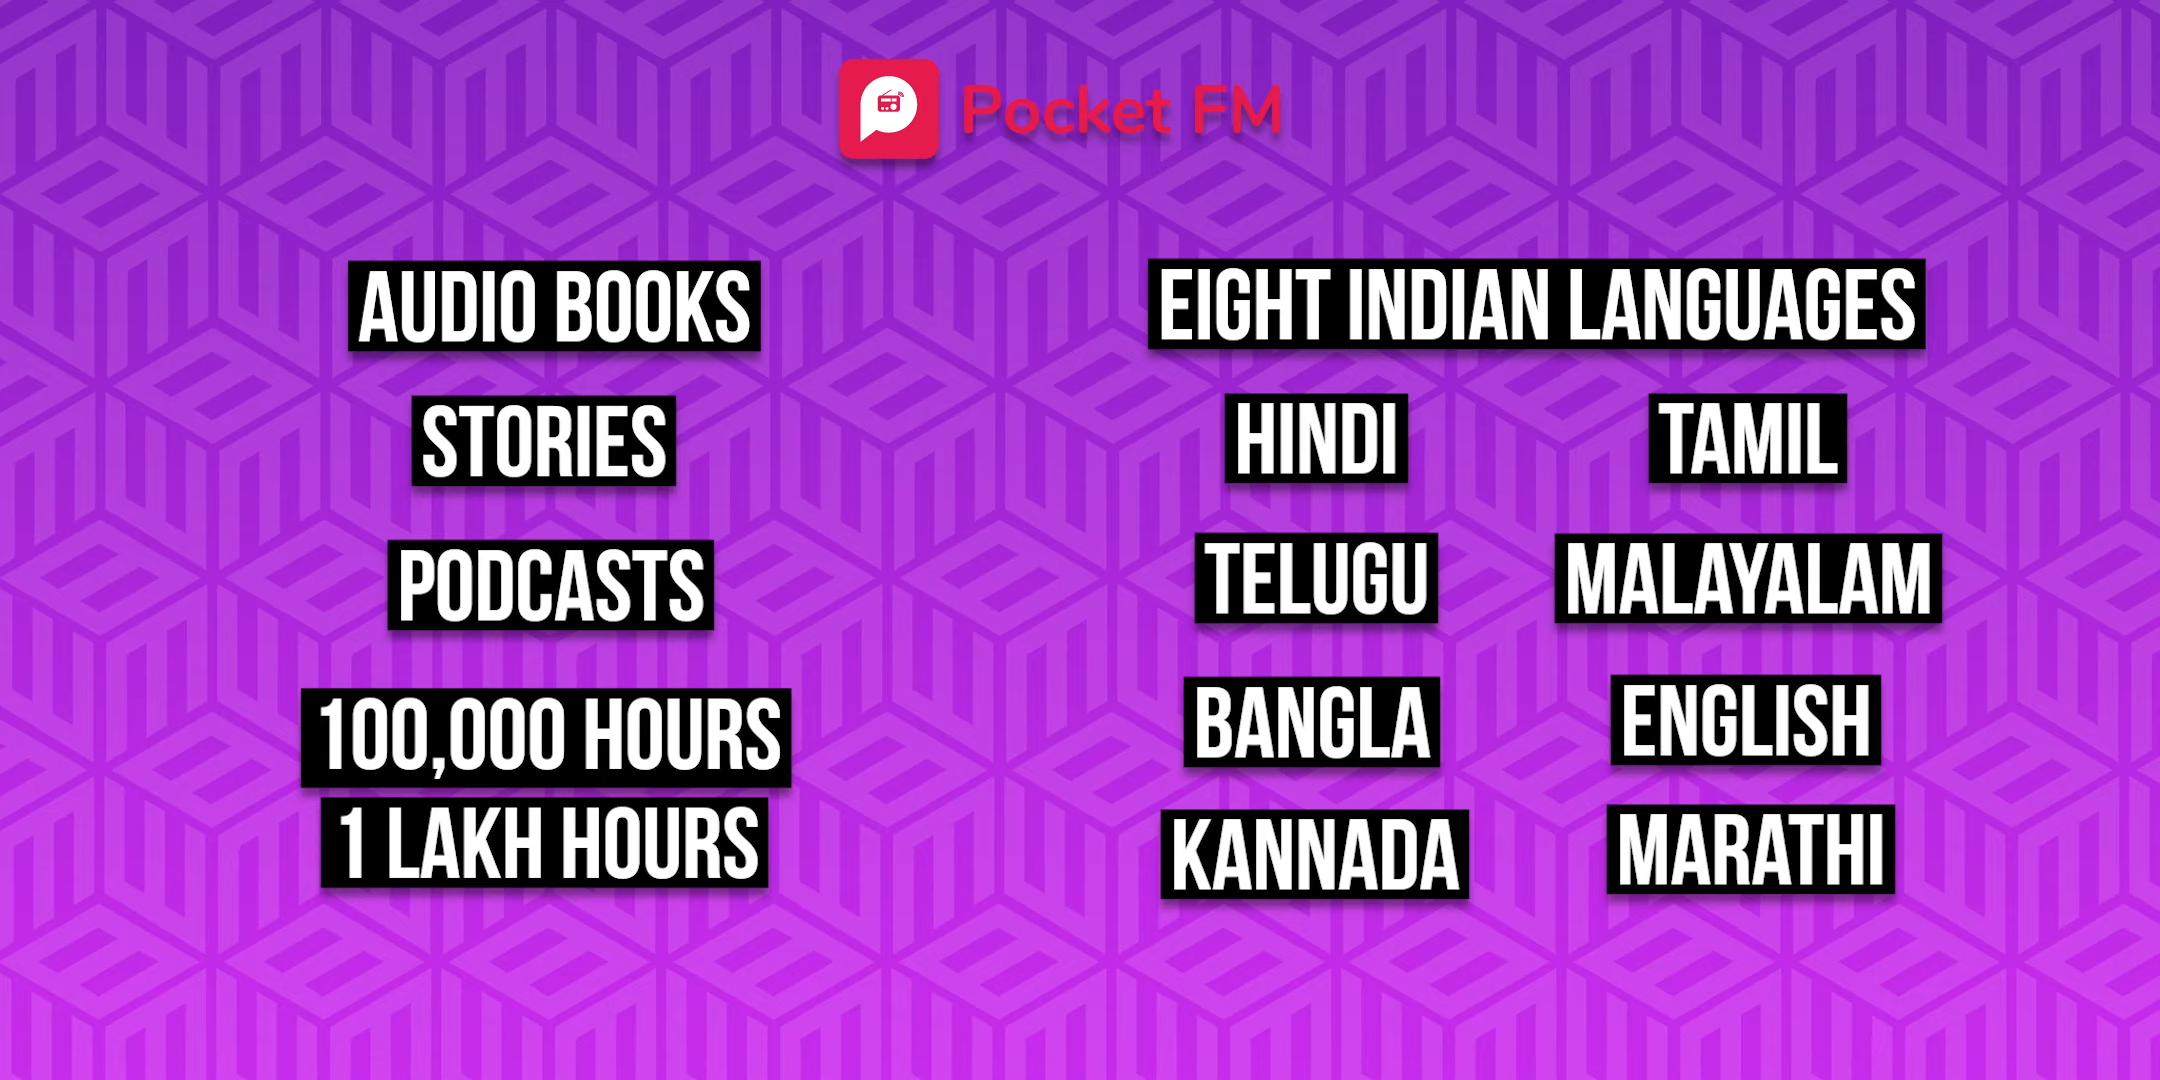 Pocket FM
AUDIO BOOKS
STORIES
PODCASTS
100,000 HOURS
1 LAKH HOURS
EIGHT INDIAN LANGUAGES
HINDI TAMIL
TELUGU MALAYALAM
BANGLA ENGLISH
KANNADA MARATHI